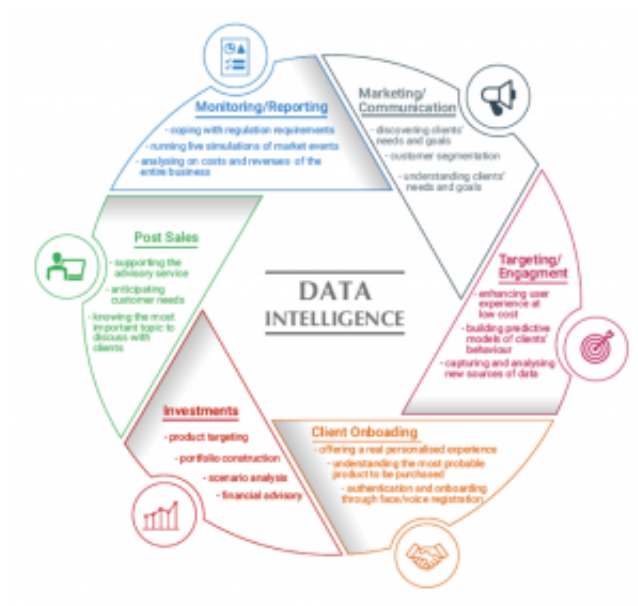 Monitoring/Reporting
- coping with regulation requirements
- running live simulations of market events
- analysing on costs and revenues of the
entire business
Marketing/
Communication
- discovering clients'
needs and goals
- customer segmentation
- understanding clients'
needs and goals
Post Sales
- supporting the
advisory service
- anticipating
customer needs
- knowing the most
important topic to
discuss with
clients
DATA
INTELLIGENCE
Targeting/
Engagment
- enhancing user
experience at
low cost
- building predictive
models of clients'
behaviour
- capturing and analysing
new sources of data
Investments
- product targeting
- portfolio construction
- scenario analysis
- financial advisory
Client Onboading
- offering a real personalised experience
- understanding the most probable
product to be purchased
- authentication and onboarding
through face/voice registration